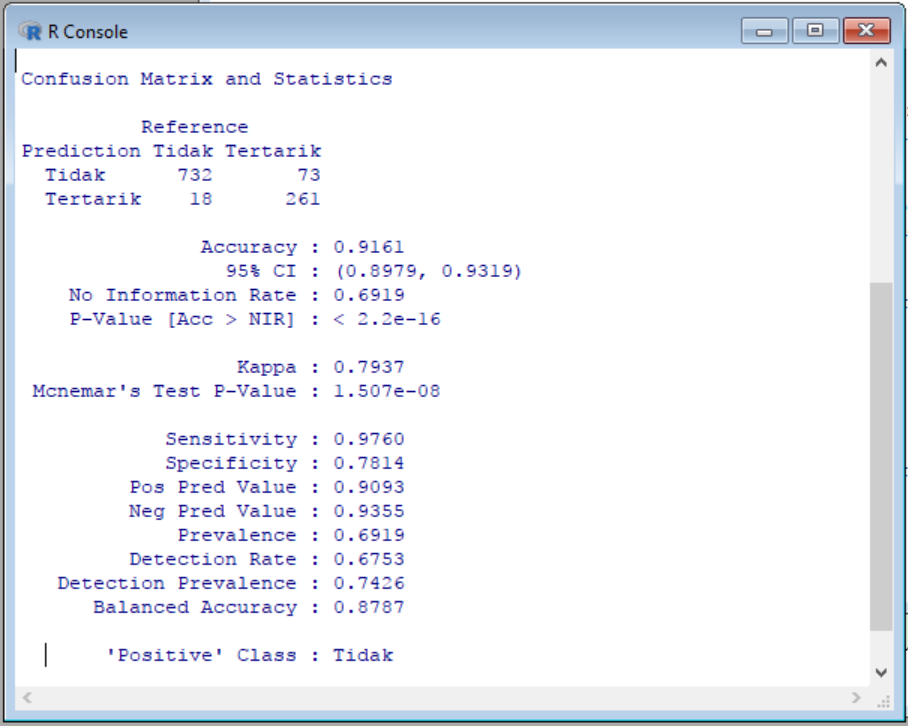 R Console
Confusion Matrix and Statistics
Reference
Prediction Tidak Tertarik
Tidak 732 73
Tertarik 18 261
Accuracy : 0.9161
95% CI : (0.8979, 0.9319)
No Information Rate : 0.6919
P-Value [Acc > NIR] : < 2.2e-16
Kappa : 0.7937
Mcnemar's Test P-Value : 1.507e-08
Sensitivity : 0.9760
Specificity : 0.7814
Pos Pred Value : 0.9093
Neg Pred Value : 0.9355
Prevalence : 0.6919
Detection Rate : 0.6753
Detection Prevalence : 0.7426
Balanced Accuracy : 0.8787
'Positive' Class : Tidak